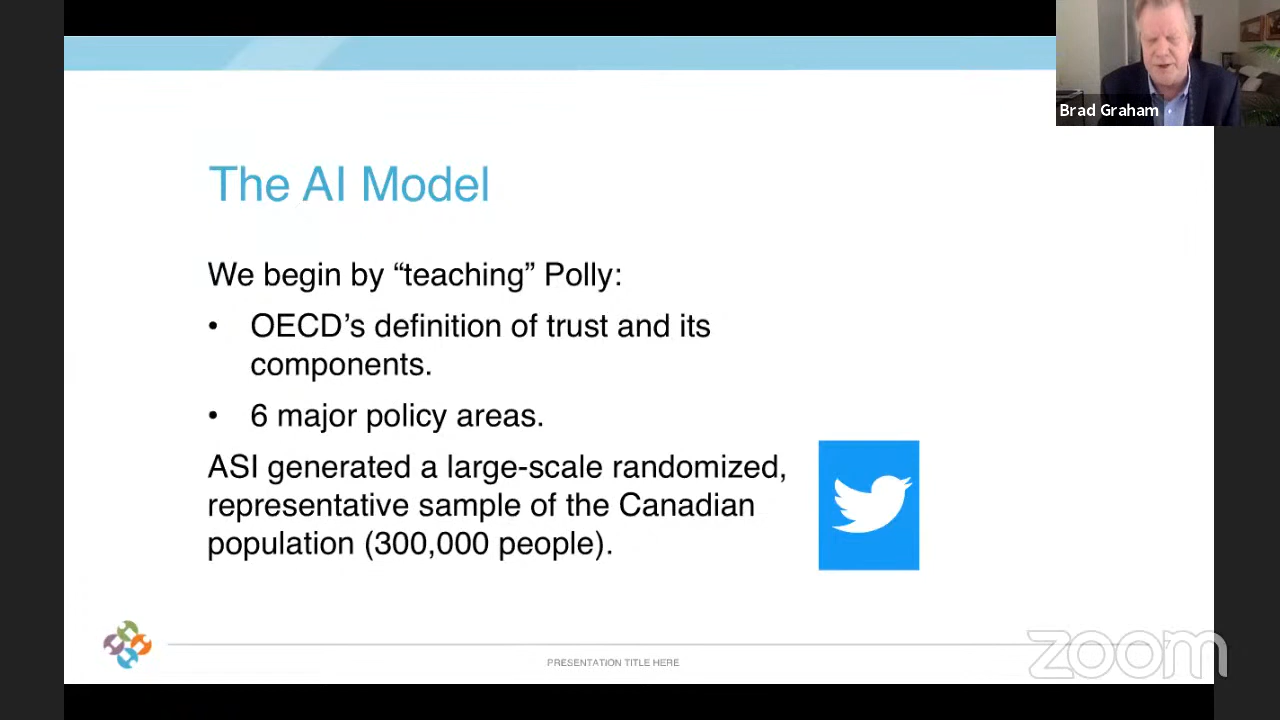 Brad Graham
The AI Model
We begin by “teaching” Polly:
• OECD’s definition of trust and its
components.
• 6 major policy areas.
ASI generated a large-scale randomized,
representative sample of the Canadian
population (300,000 people).
PRESENTATION TITLE HERE
zoom